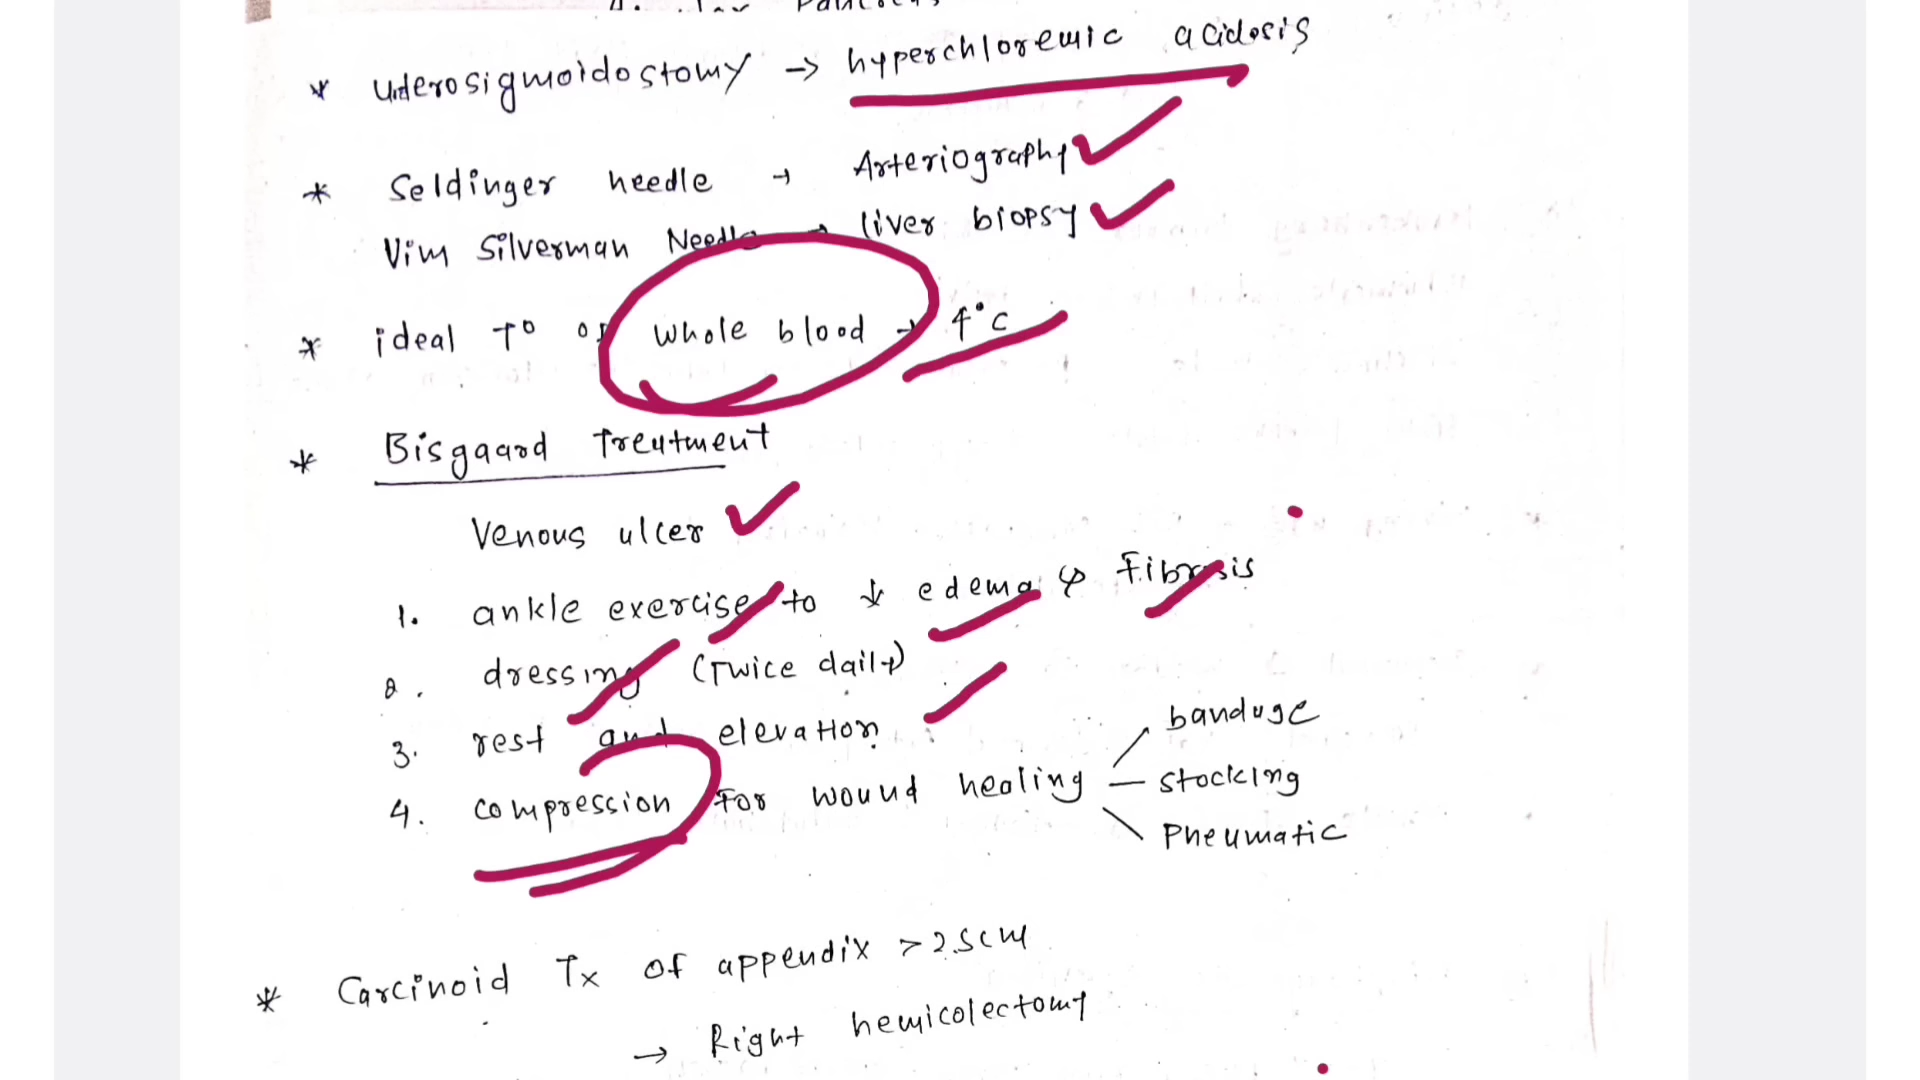 * uterosigmoidostomy → hyperchloremic acidosis
* Seldinger needle → Arteriography
Vim Silverman Needle → liver biopsy
* ideal T° of whole blood → 4°c
* Bisgaard Treatment
Venous ulcer
1. ankle exercise to ↓ edema & Fibrosis
2. dressing (Twice daily)
3. rest and elevation
4. compression for wound healing
bandage
stocking
Pneumatic
* Carcinoid Tx of appendix > 2.5cm
→ Right hemicolectomy